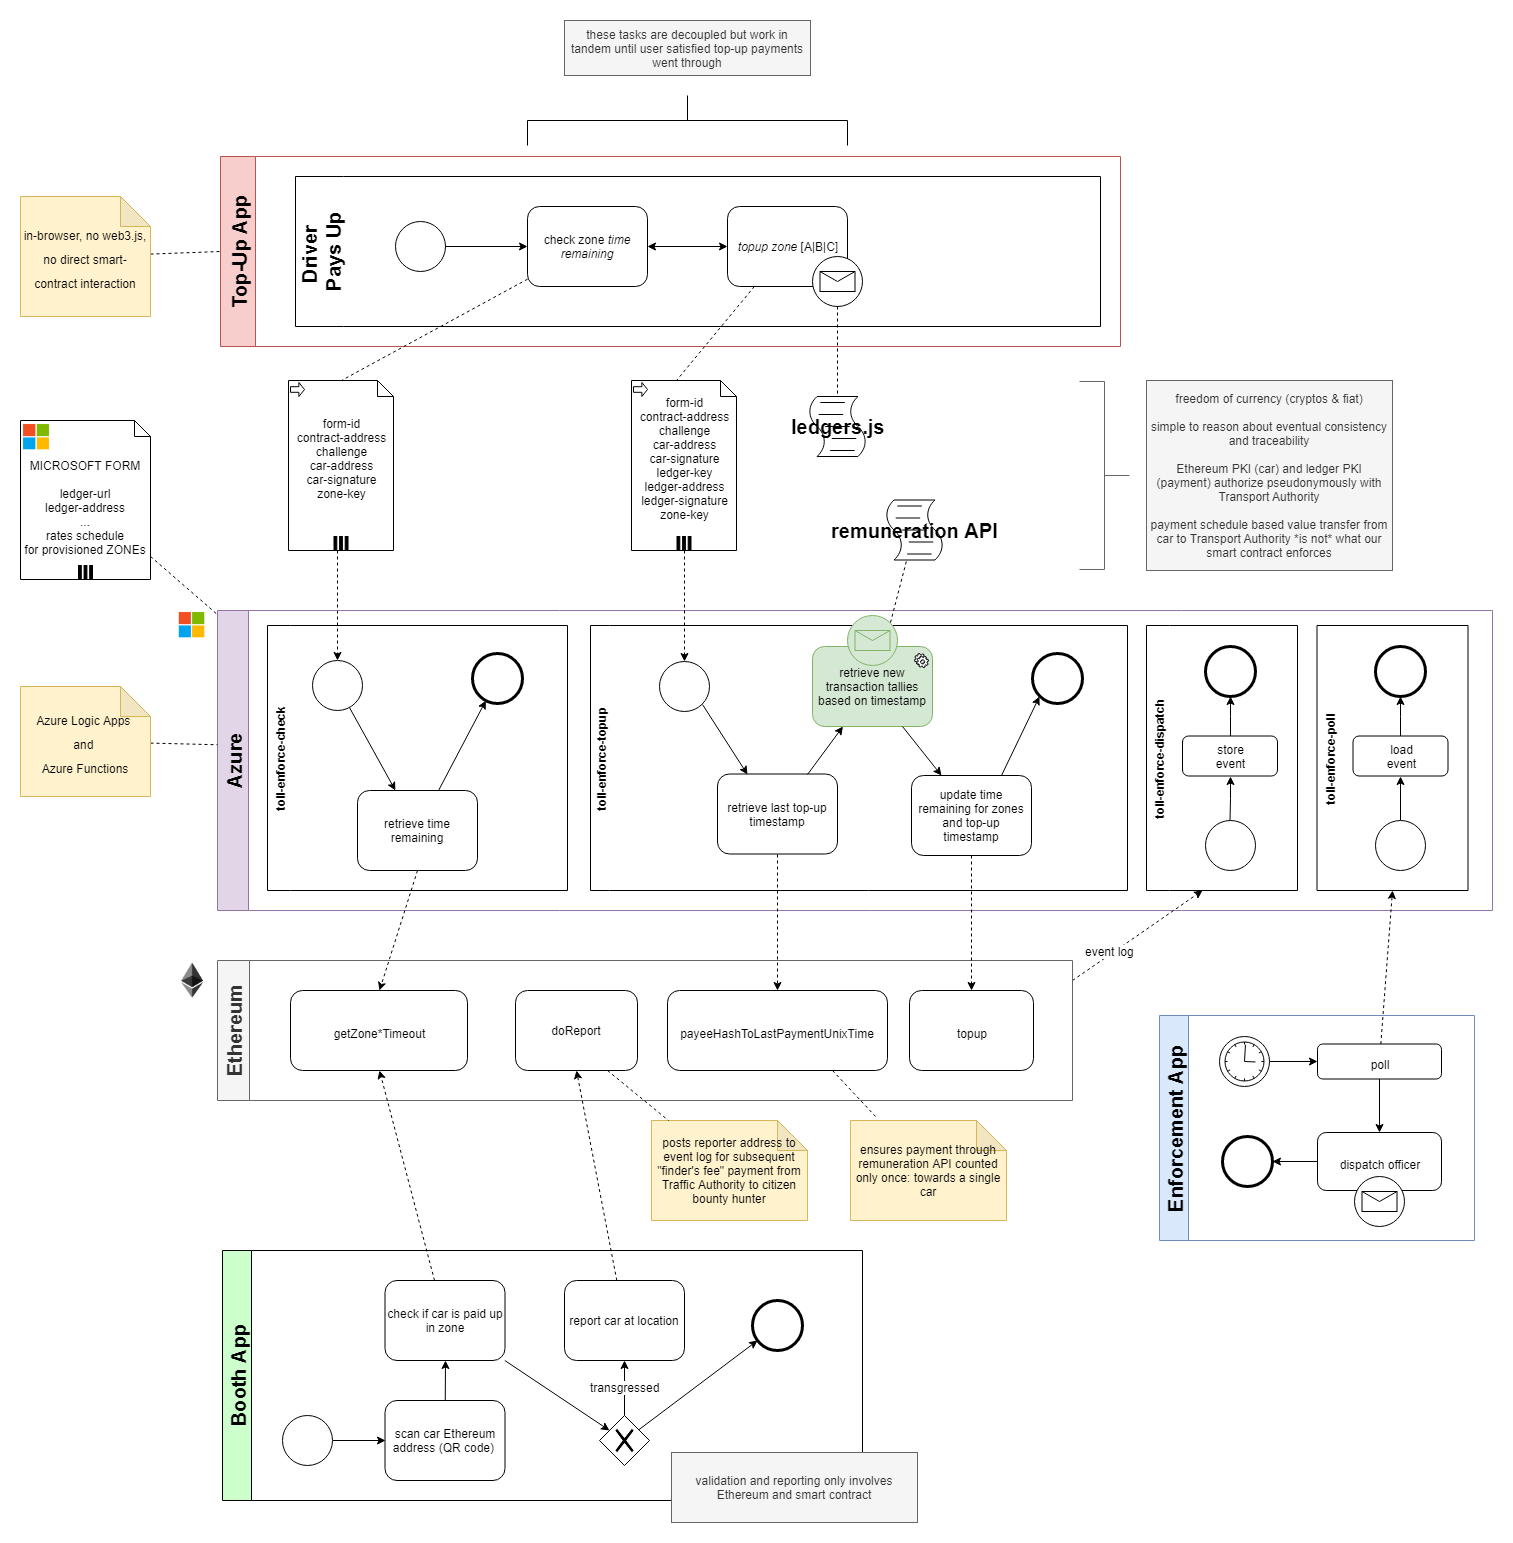 these tasks are decoupled but work in
tandem until user satisfied top-up payments
went through
Top-Up App
Driver
Pays Up
in-browser, no web3.js,
no direct smart-
contract interaction
check zone time
remaining
topup zone [A|B|C]
form-id
contract-address
challenge
car-address
car-signature
zone-key
form-id
contract-address
challenge
car-address
car-signature
ledger-key
ledger-address
ledger-signature
zone-key
ledgers.js
remuneration API
freedom of currency (cryptos & fiat)
simple to reason about eventual consistency
and traceability
Ethereum PKI (car) and ledger PKI
(payment) authorize pseudonymously with
Transport Authority
payment schedule based value transfer from
car to Transport Authority *is not* what our
smart contract enforces
MICROSOFT FORM
ledger-url
ledger-address
...
rates schedule
for provisioned ZONEs
Azure Logic Apps
and
Azure Functions
Azure
toll-enforce-check
retrieve time
remaining
toll-enforce-topup
retrieve last top-up
timestamp
retrieve new
transaction tallies
based on timestamp
update time
remaining for zones
and top-up
timestamp
toll-enforce-dispatch
store
event
toll-enforce-poll
load
event
event log
Ethereum
getZone*Timeout
doReport
payeeHashToLastPaymentUnixTime
topup
posts reporter address to
event log for subsequent
"finder's fee" payment from
Traffic Authority to citizen
bounty hunter
ensures payment through
remuneration API counted
only once: towards a single
car
Enforcement App
poll
dispatch officer
Booth App
check if car is paid up
in zone
report car at location
transgressed
scan car Ethereum
address (QR code)
validation and reporting only involves
Ethereum and smart contract